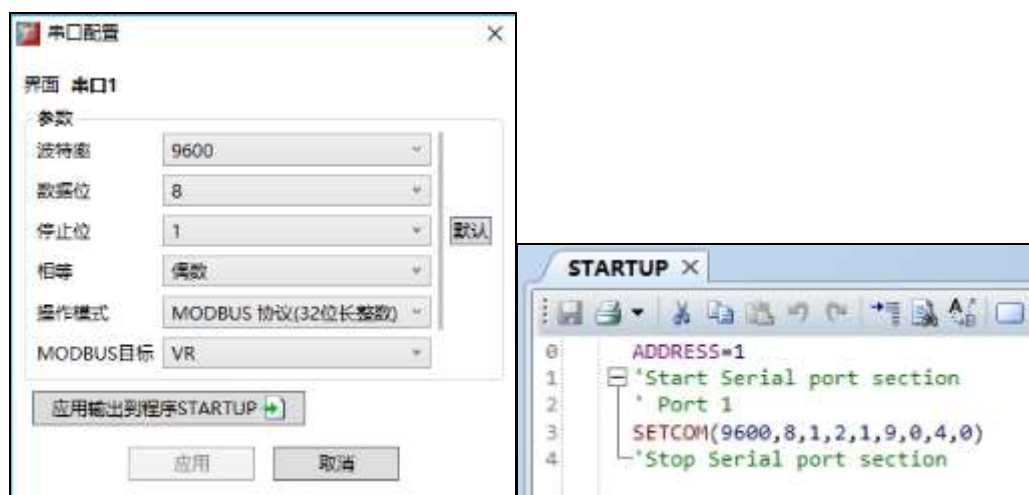 串口配置
界面 串口1
参数
波特率 9600
数据位 8
停止位 1
默认
相等 偶数
操作模式 MODBUS 协议(32位长整数)
MODBUS目标 VR
应用输出到程序STARTUP
应用 取消
STARTUP
0 ADDRESS=1
1 'Start Serial port section
2 ' Port 1
3 SETCOM(9600,8,1,2,1,9,0,4,0)
4 'Stop Serial port section